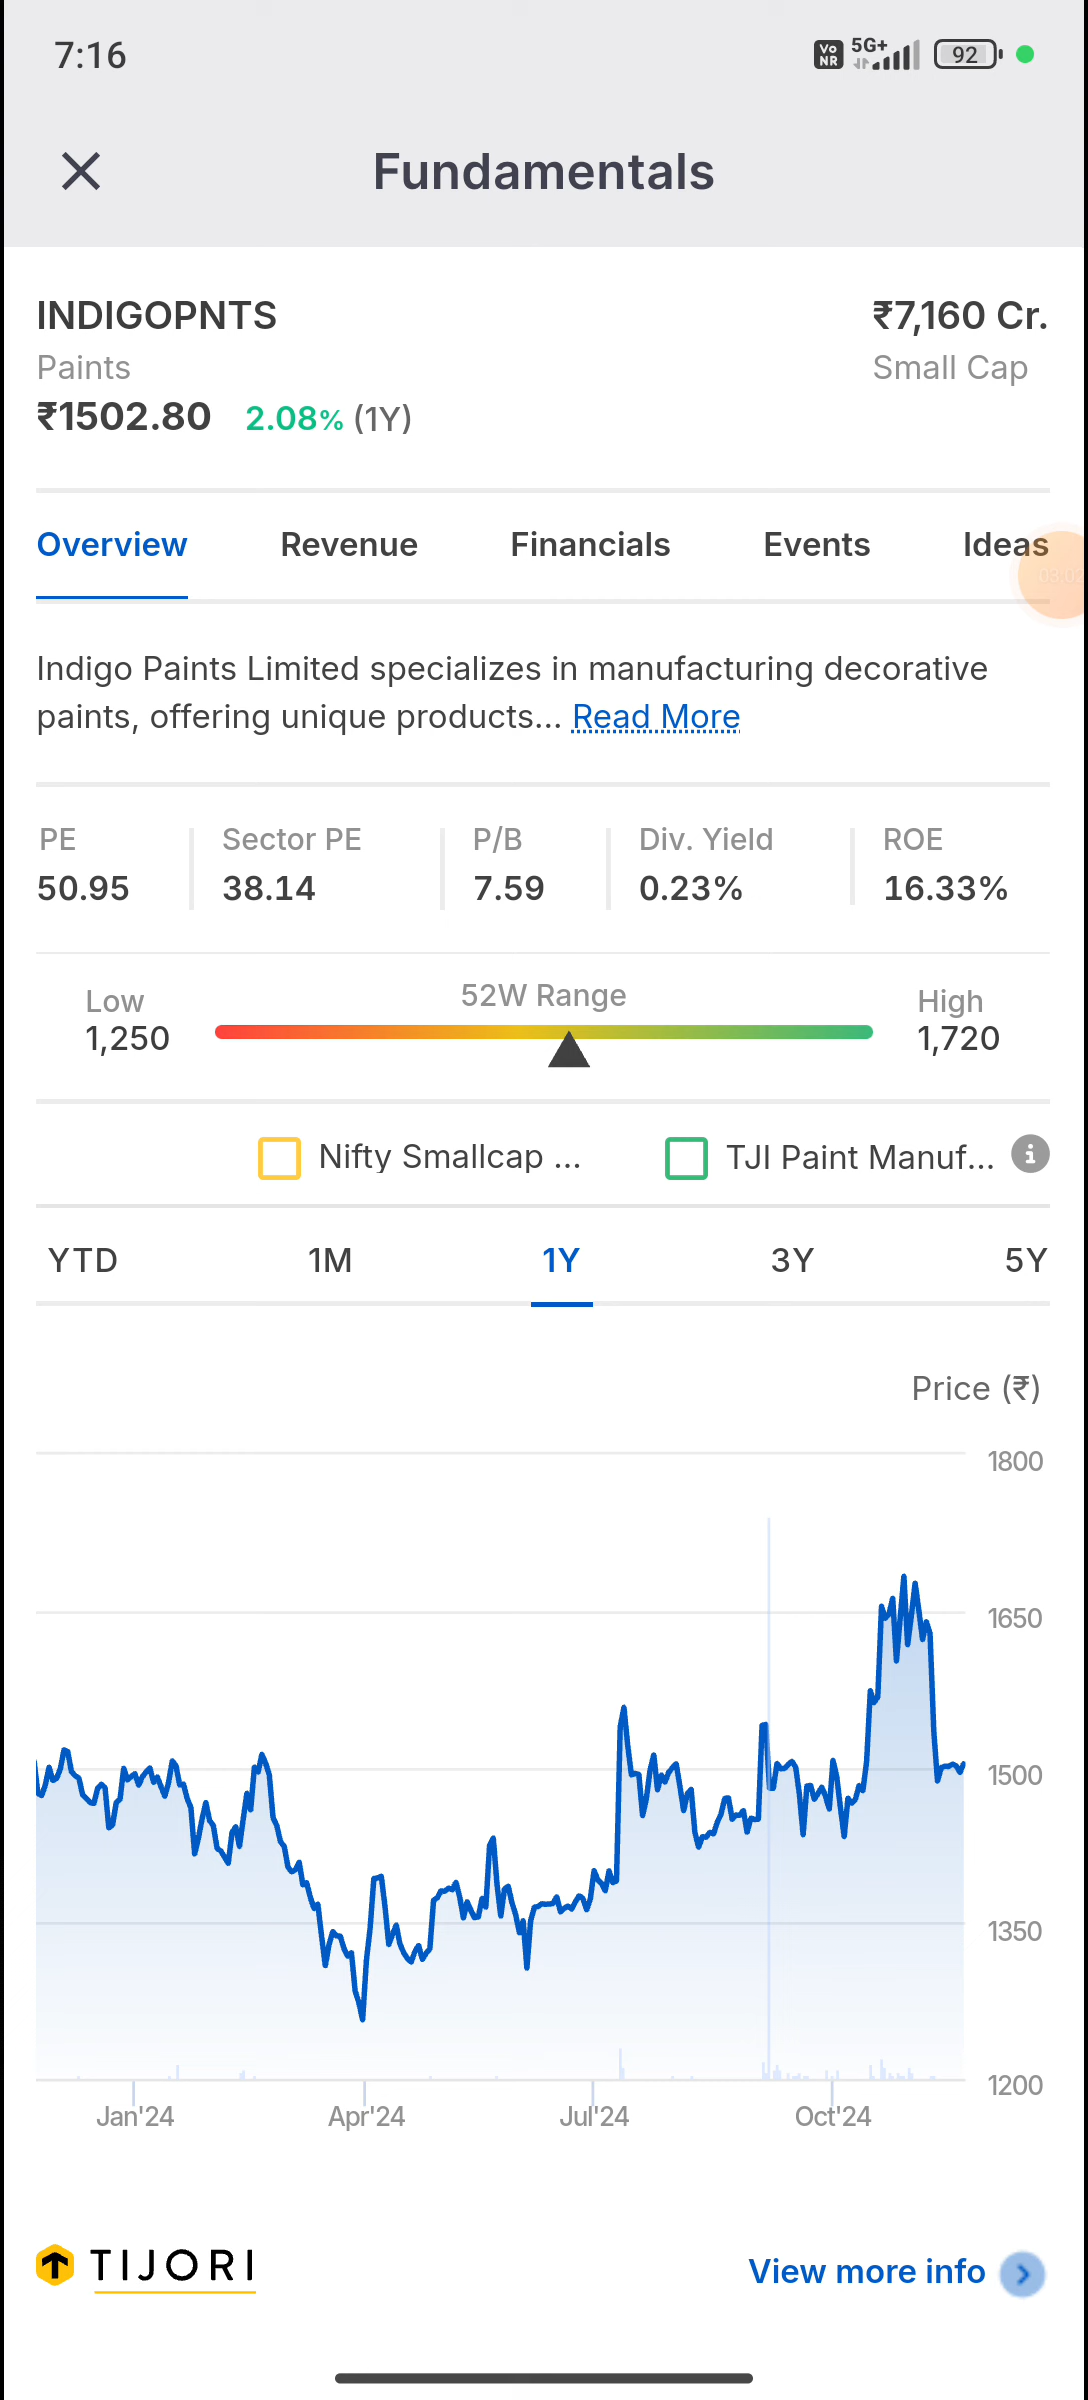 7:16
Vo NR 5G+ 92
Fundamentals
INDIGOPNTS ₹7,160 Cr.
Paints Small Cap
₹1502.80 2.08% (1Y)
Overview Revenue Financials Events Ideas
Indigo Paints Limited specializes in manufacturing decorative
paints, offering unique products... Read More
PE Sector PE P/B Div. Yield ROE
50.95 38.14 7.59 0.23% 16.33%
Low 52W Range High
1,250 1,720
Nifty Smallcap ... TJI Paint Manuf...
YTD 1M 1Y 3Y 5Y
Price (₹)
1800
1650
1500
1350
1200
Jan'24 Apr'24 Jul'24 Oct'24
TIJORI View more info